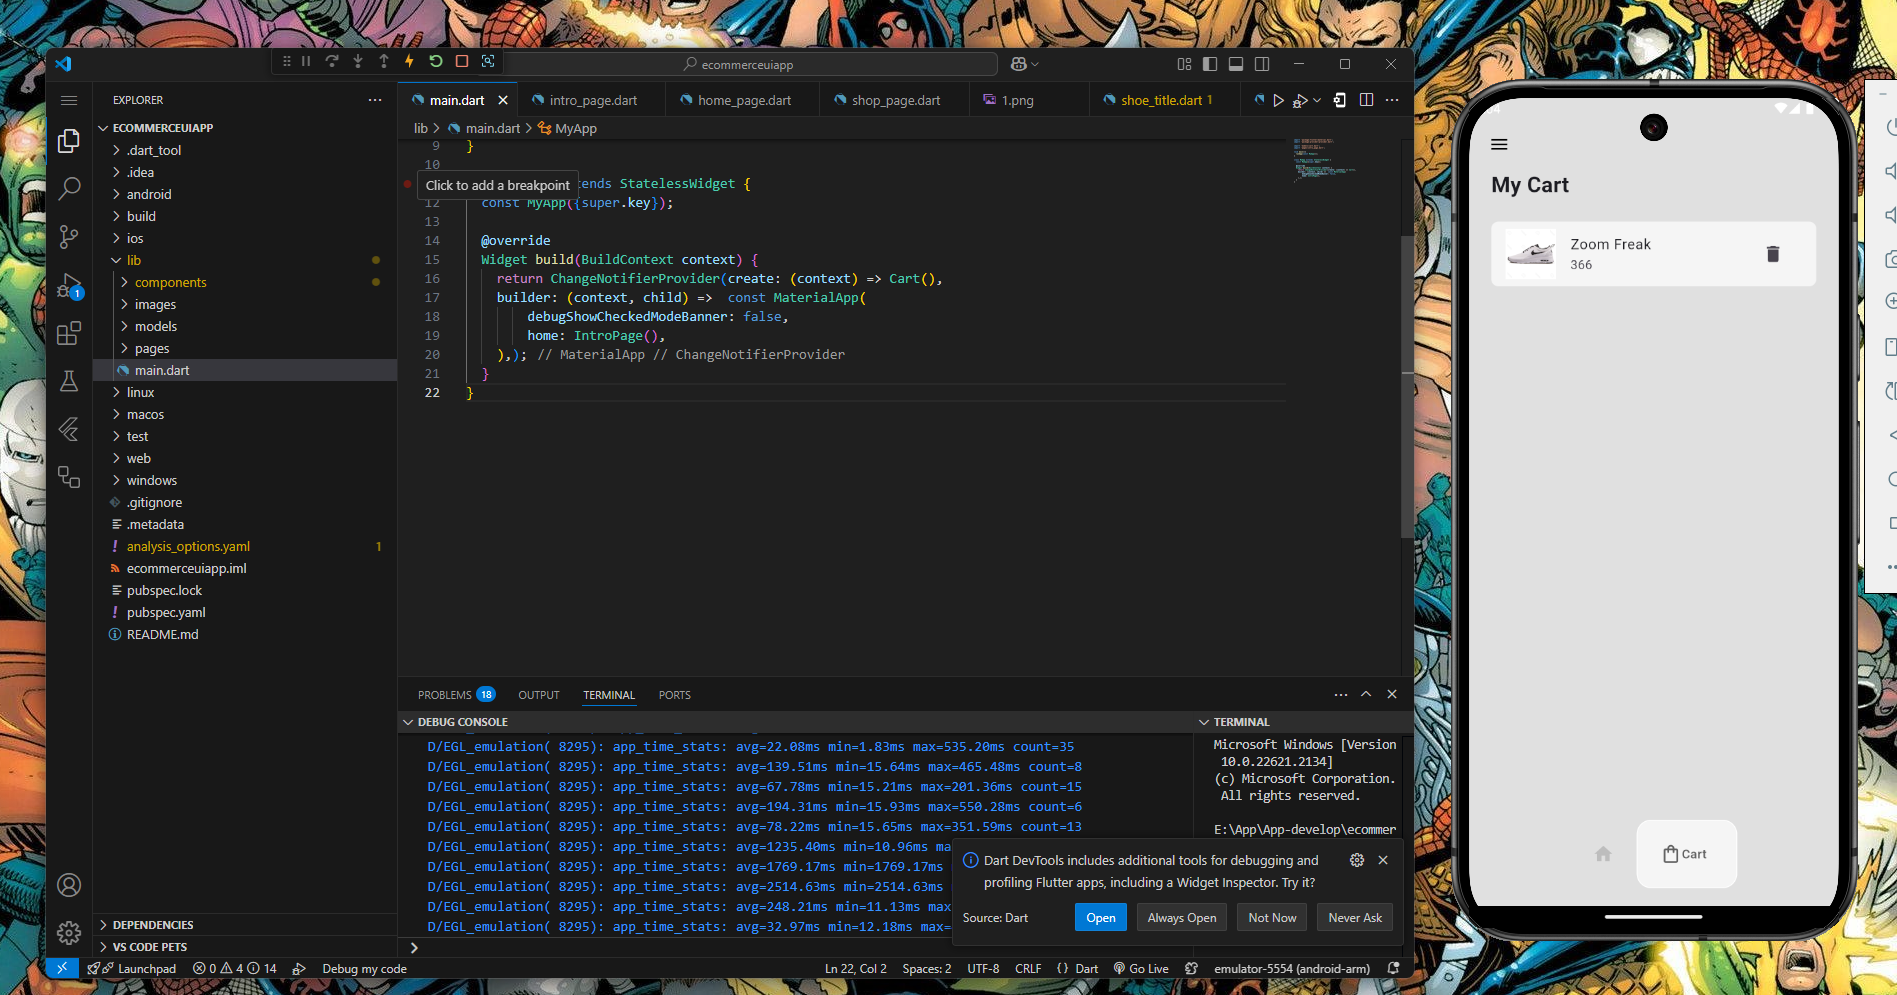 ecommerceuiapp
EXPLORER
main.dart
intro_page.dart
home_page.dart
shop_page.dart
1.png
shoe_title.dart 1
ECOMMERCEUIAPP
.dart_tool
.idea
android
build
ios
lib
components
images
models
pages
main.dart
linux
macos
test
web
windows
.gitignore
.metadata
analysis_options.yaml 1
ecommerceuiapp.iml
pubspec.lock
pubspec.yaml
README.md
DEPENDENCIES
VS CODE PETS
1
lib > main.dart > MyApp
9 }
10
Click to add a breakpoint
tends StatelessWidget {
12 const MyApp({super.key});
13
14 @override
15 Widget build(BuildContext context) {
16 return ChangeNotifierProvider(create: (context) => Cart(),
17 builder: (context, child) => const MaterialApp(
18 debugShowCheckedModeBanner: false,
19 home: IntroPage(),
20 ),); // MaterialApp // ChangeNotifierProvider
21 }
22 }
PROBLEMS 18 OUTPUT TERMINAL PORTS
DEBUG CONSOLE
D/EGL_emulation( 8295): app_time_stats: avg=22.08ms min=1.83ms max=535.20ms count=35
D/EGL_emulation( 8295): app_time_stats: avg=139.51ms min=15.64ms max=465.48ms count=8
D/EGL_emulation( 8295): app_time_stats: avg=67.78ms min=15.21ms max=201.36ms count=15
D/EGL_emulation( 8295): app_time_stats: avg=194.31ms min=15.93ms max=550.28ms count=6
D/EGL_emulation( 8295): app_time_stats: avg=78.22ms min=15.65ms max=351.59ms count=13
D/EGL_emulation( 8295): app_time_stats: avg=1235.40ms min=10.96ms ma
D/EGL_emulation( 8295): app_time_stats: avg=1769.17ms min=1769.17ms
D/EGL_emulation( 8295): app_time_stats: avg=2514.63ms min=2514.63ms
D/EGL_emulation( 8295): app_time_stats: avg=248.21ms min=11.13ms max
D/EGL_emulation( 8295): app_time_stats: avg=32.97ms min=12.18ms max=
TERMINAL
Microsoft Windows [Version
10.0.22621.2134]
(c) Microsoft Corporation.
All rights reserved.
E:\App\App-develop\ecommer
Dart DevTools includes additional tools for debugging and
profiling Flutter apps, including a Widget Inspector. Try it?
Source: Dart
Open
Always Open
Not Now
Never Ask
Launchpad
0 4 14
Debug my code
Ln 22, Col 2
Spaces: 2
UTF-8
CRLF
{ } Dart
Go Live
emulator-5554 (android-arm)
My Cart
Zoom Freak
366
Cart